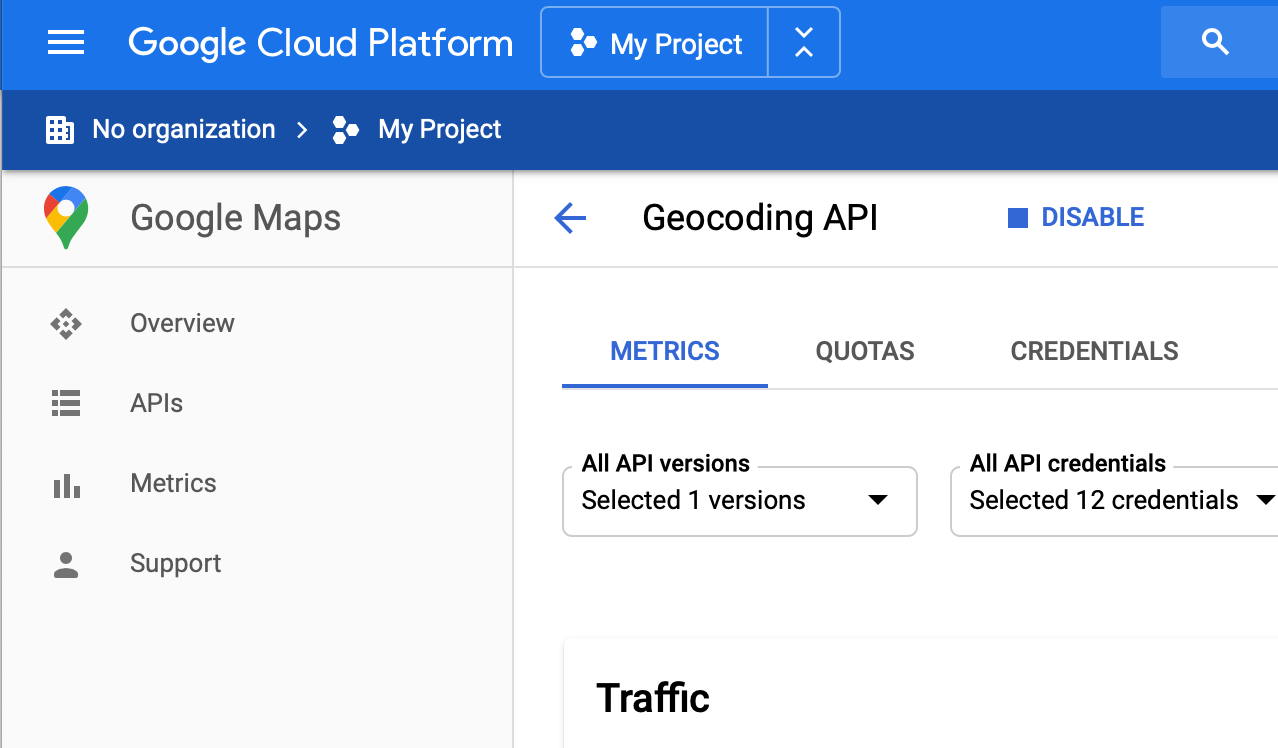 Google Cloud Platform
My Project
No organization
My Project
Google Maps
Geocoding API
DISABLE
Overview
APIs
Metrics
Support
METRICS
QUOTAS
CREDENTIALS
All API versions
Selected 1 versions
All API credentials
Selected 12 credentials
Traffic